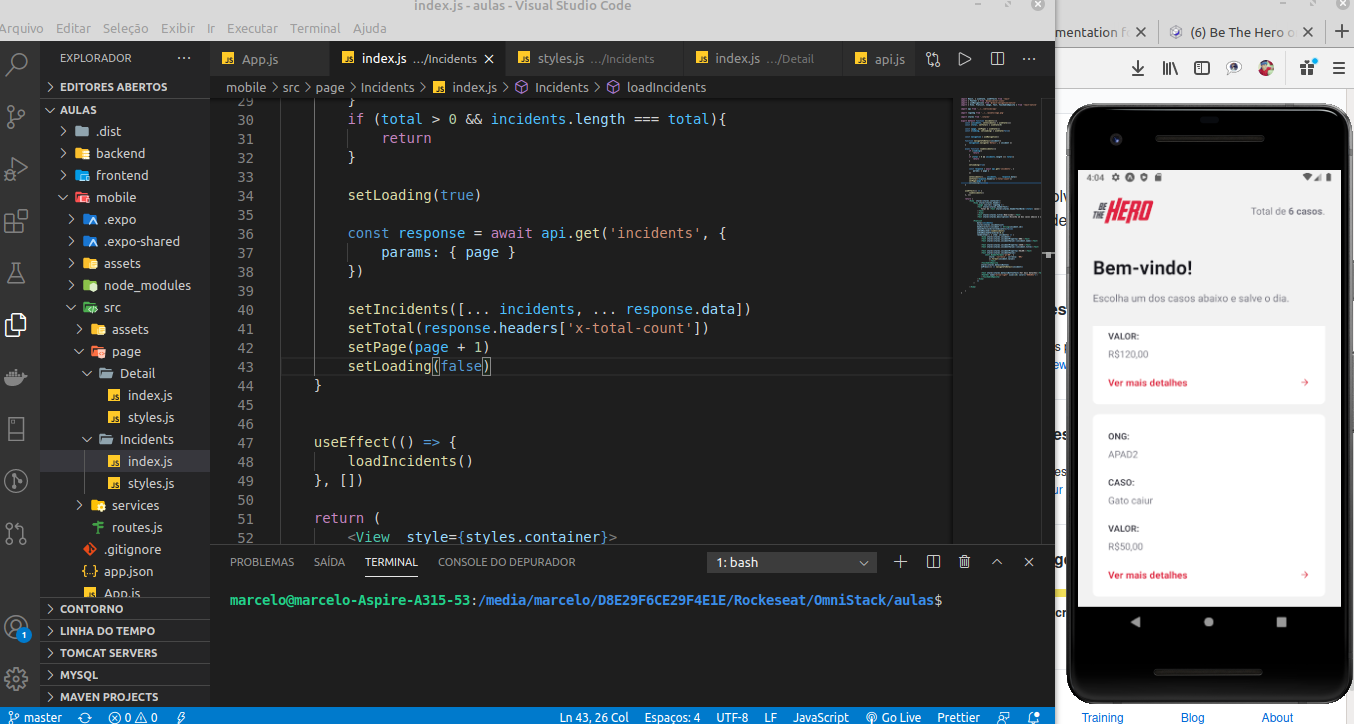 index.js - aulas - Visual Studio Code
Arquivo Editar Seleção Exibir Ir Executar Terminal Ajuda
EXPLORADOR ...
EDITORES ABERTOS
AULAS
.dist
backend
frontend
mobile
.expo
.expo-shared
assets
node_modules
src
assets
page
Detail
index.js
styles.js
Incidents
index.js
styles.js
services
routes.js
.gitignore
app.json
App.js
CONTORNO
LINHA DO TEMPO
TOMCAT SERVERS
MYSQL
MAVEN PROJECTS
1
App.js index.js .../Incidents styles.js .../Incidents index.js .../Detail api.js
mobile > src > page > Incidents > index.js > Incidents > loadIncidents
29 }
30 if (total > 0 && incidents.length === total){
31 return
32 }
33
34 setLoading(true)
35
36 const response = await api.get('incidents', {
37 params: { page }
38 })
39
40 setIncidents([... incidents, ... response.data])
41 setTotal(response.headers['x-total-count'])
42 setPage(page + 1)
43 setLoading(false)
44 }
45
46
47 useEffect(() => {
48 loadIncidents()
49 }, [])
50
51 return (
52 <View style={styles.container}>
PROBLEMAS SAÍDA TERMINAL CONSOLE DO DEPURADOR 1: bash
marcelo@marcelo-Aspire-A315-53:/media/marcelo/D8E29F6CE29F4E1E/Rockeseat/OmniStack/aulas$
master 0 0 Ln 43, 26 Col Espaços: 4 UTF-8 LF JavaScript Go Live Prettier
mentation for (6) Be The Hero o
4:04
BE THE HERO
Total de 6 casos.
Bem-vindo!
Escolha um dos casos abaixo e salve o dia.
VALOR:
R$120,00
Ver mais detalhes
ONG:
APAD2
CASO:
Gato caiur
VALOR:
R$50,00
Ver mais detalhes
Training Blog About